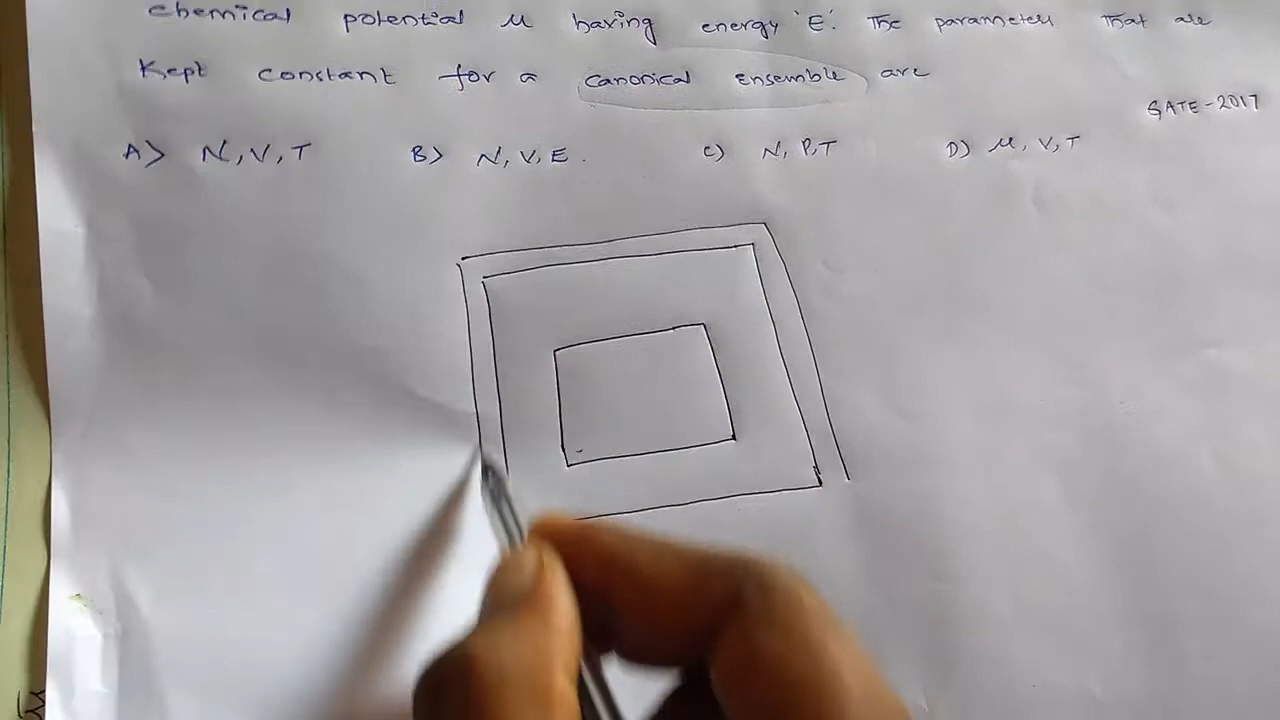 chemical potential μ having energy 'E'. The parameters that are
kept constant for a canonical ensemble are
GATE-2017
A) N,V,T B) N,V,E. C) N,P,T D) μ,V,T